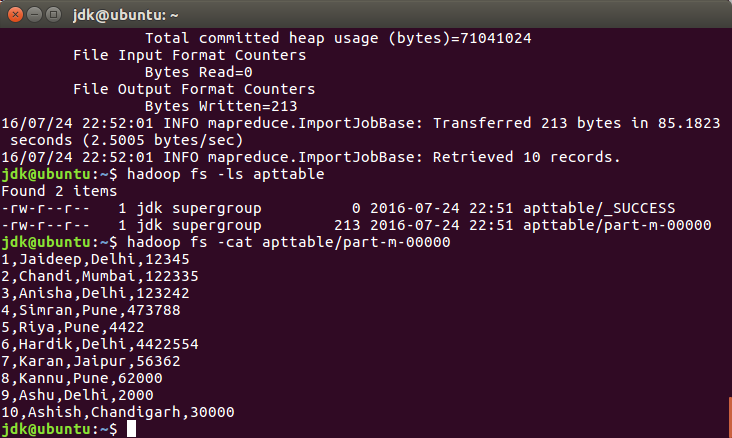 jdk@ubuntu: ~
Total committed heap usage (bytes)=71041024
File Input Format Counters
Bytes Read=0
File Output Format Counters
Bytes Written=213
16/07/24 22:52:01 INFO mapreduce.ImportJobBase: Transferred 213 bytes in 85.1823
seconds (2.5005 bytes/sec)
16/07/24 22:52:01 INFO mapreduce.ImportJobBase: Retrieved 10 records.
jdk@ubuntu:~$ hadoop fs -ls apttable
Found 2 items
-rw-r--r--   1 jdk supergroup          0 2016-07-24 22:51 apttable/_SUCCESS
-rw-r--r--   1 jdk supergroup        213 2016-07-24 22:51 apttable/part-m-00000
jdk@ubuntu:~$ hadoop fs -cat apttable/part-m-00000
1,Jaideep,Delhi,12345
2,Chandi,Mumbai,122335
3,Anisha,Delhi,123242
4,Simran,Pune,473788
5,Riya,Pune,4422
6,Hardik,Delhi,4422554
7,Karan,Jaipur,56362
8,Kannu,Pune,62000
9,Ashu,Delhi,2000
10,Ashish,Chandigarh,30000
jdk@ubuntu:~$